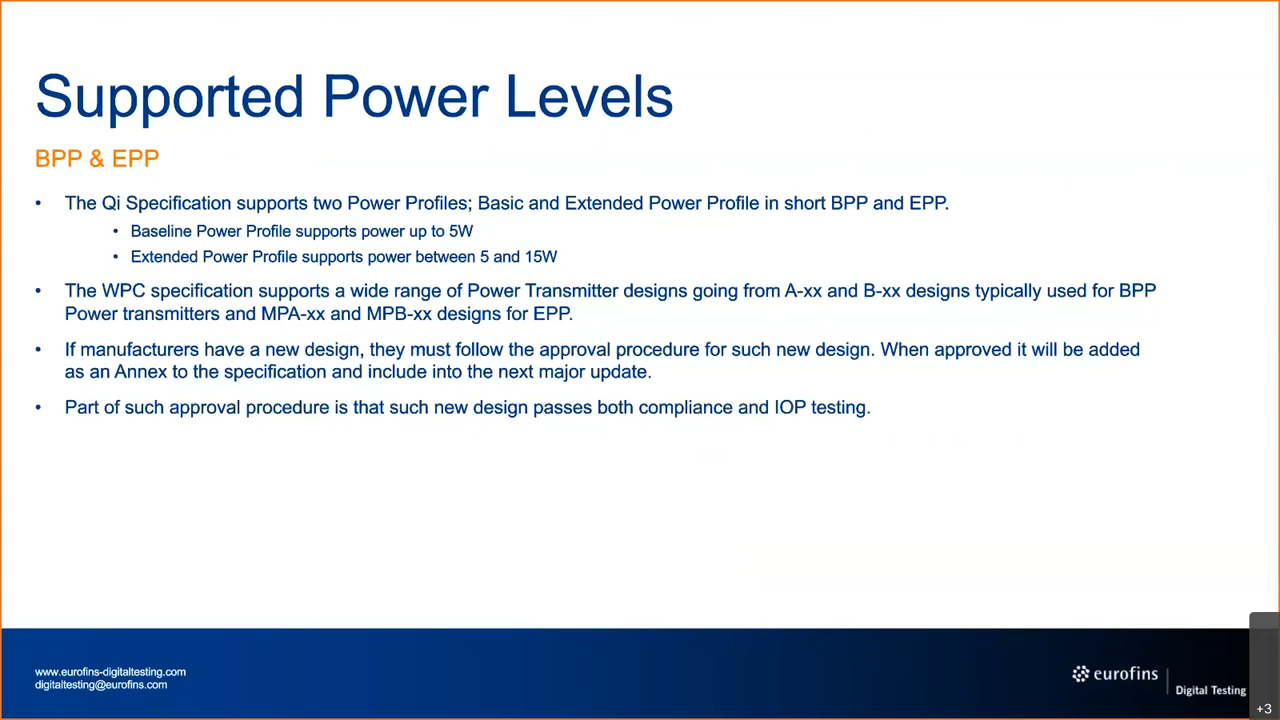 Supported Power Levels
BPP & EPP
• The Qi Specification supports two Power Profiles; Basic and Extended Power Profile in short BPP and EPP.
• Baseline Power Profile supports power up to 5W
• Extended Power Profile supports power between 5 and 15W
• The WPC specification supports a wide range of Power Transmitter designs going from A-xx and B-xx designs typically used for BPP
Power transmitters and MPA-xx and MPB-xx designs for EPP.
• If manufacturers have a new design, they must follow the approval procedure for such new design. When approved it will be added
as an Annex to the specification and include into the next major update.
• Part of such approval procedure is that such new design passes both compliance and IOP testing.
www.eurofins-digitaltesting.com
digitaltesting@eurofins.com
eurofins
Digital Testing
+3